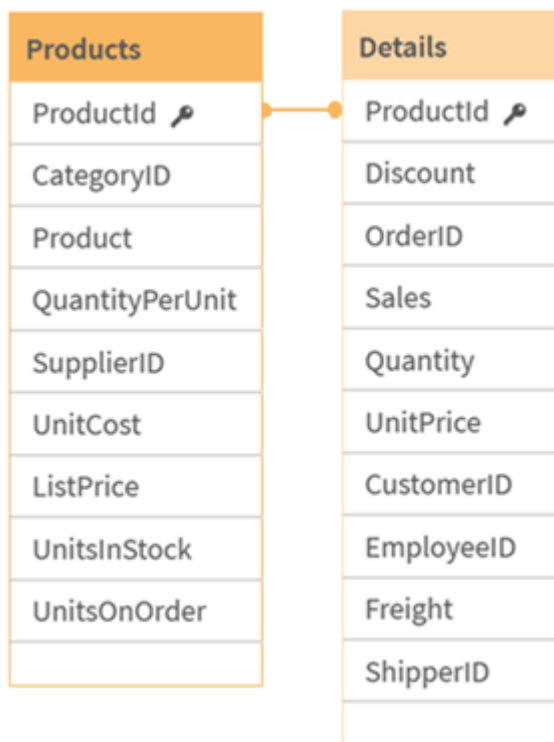 Products
ProductId
CategoryID
Product
QuantityPerUnit
SupplierID
UnitCost
ListPrice
UnitsInStock
UnitsOnOrder
Details
ProductId
Discount
OrderID
Sales
Quantity
UnitPrice
CustomerID
EmployeeID
Freight
ShipperID